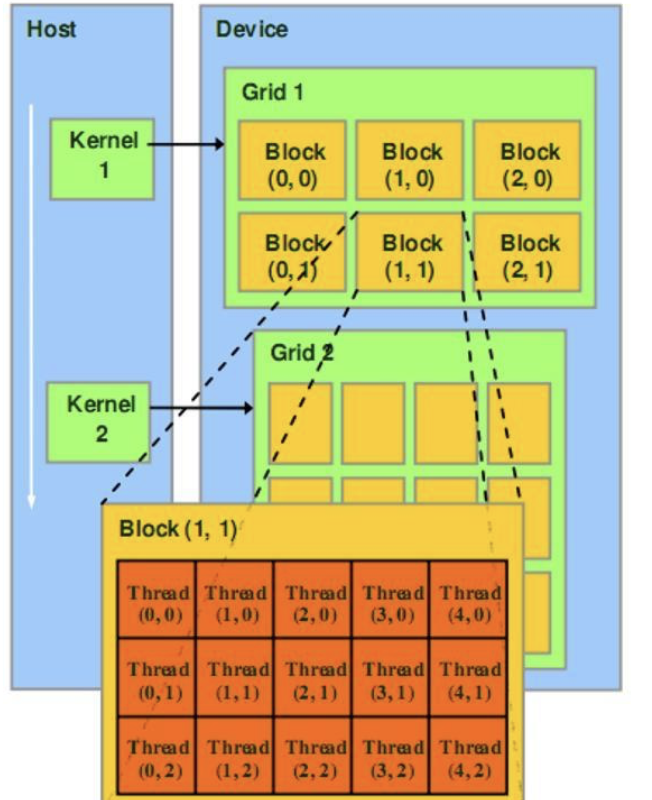 Host
Device
Grid 1
Kernel
1
Block
(0, 0)
Block
(1, 0)
Block
(2, 0)
Block
(0, 1)
Block
(1, 1)
Block
(2, 1)
Grid 2
Kernel
2
Block (1, 1)
Thread
(0, 0)
Thread
(1, 0)
Thread
(2, 0)
Thread
(3, 0)
Thread
(4, 0)
Thread
(0, 1)
Thread
(1, 1)
Thread
(2, 1)
Thread
(3, 1)
Thread
(4, 1)
Thread
(0, 2)
Thread
(1, 2)
Thread
(2, 2)
Thread
(3, 2)
Thread
(4, 2)